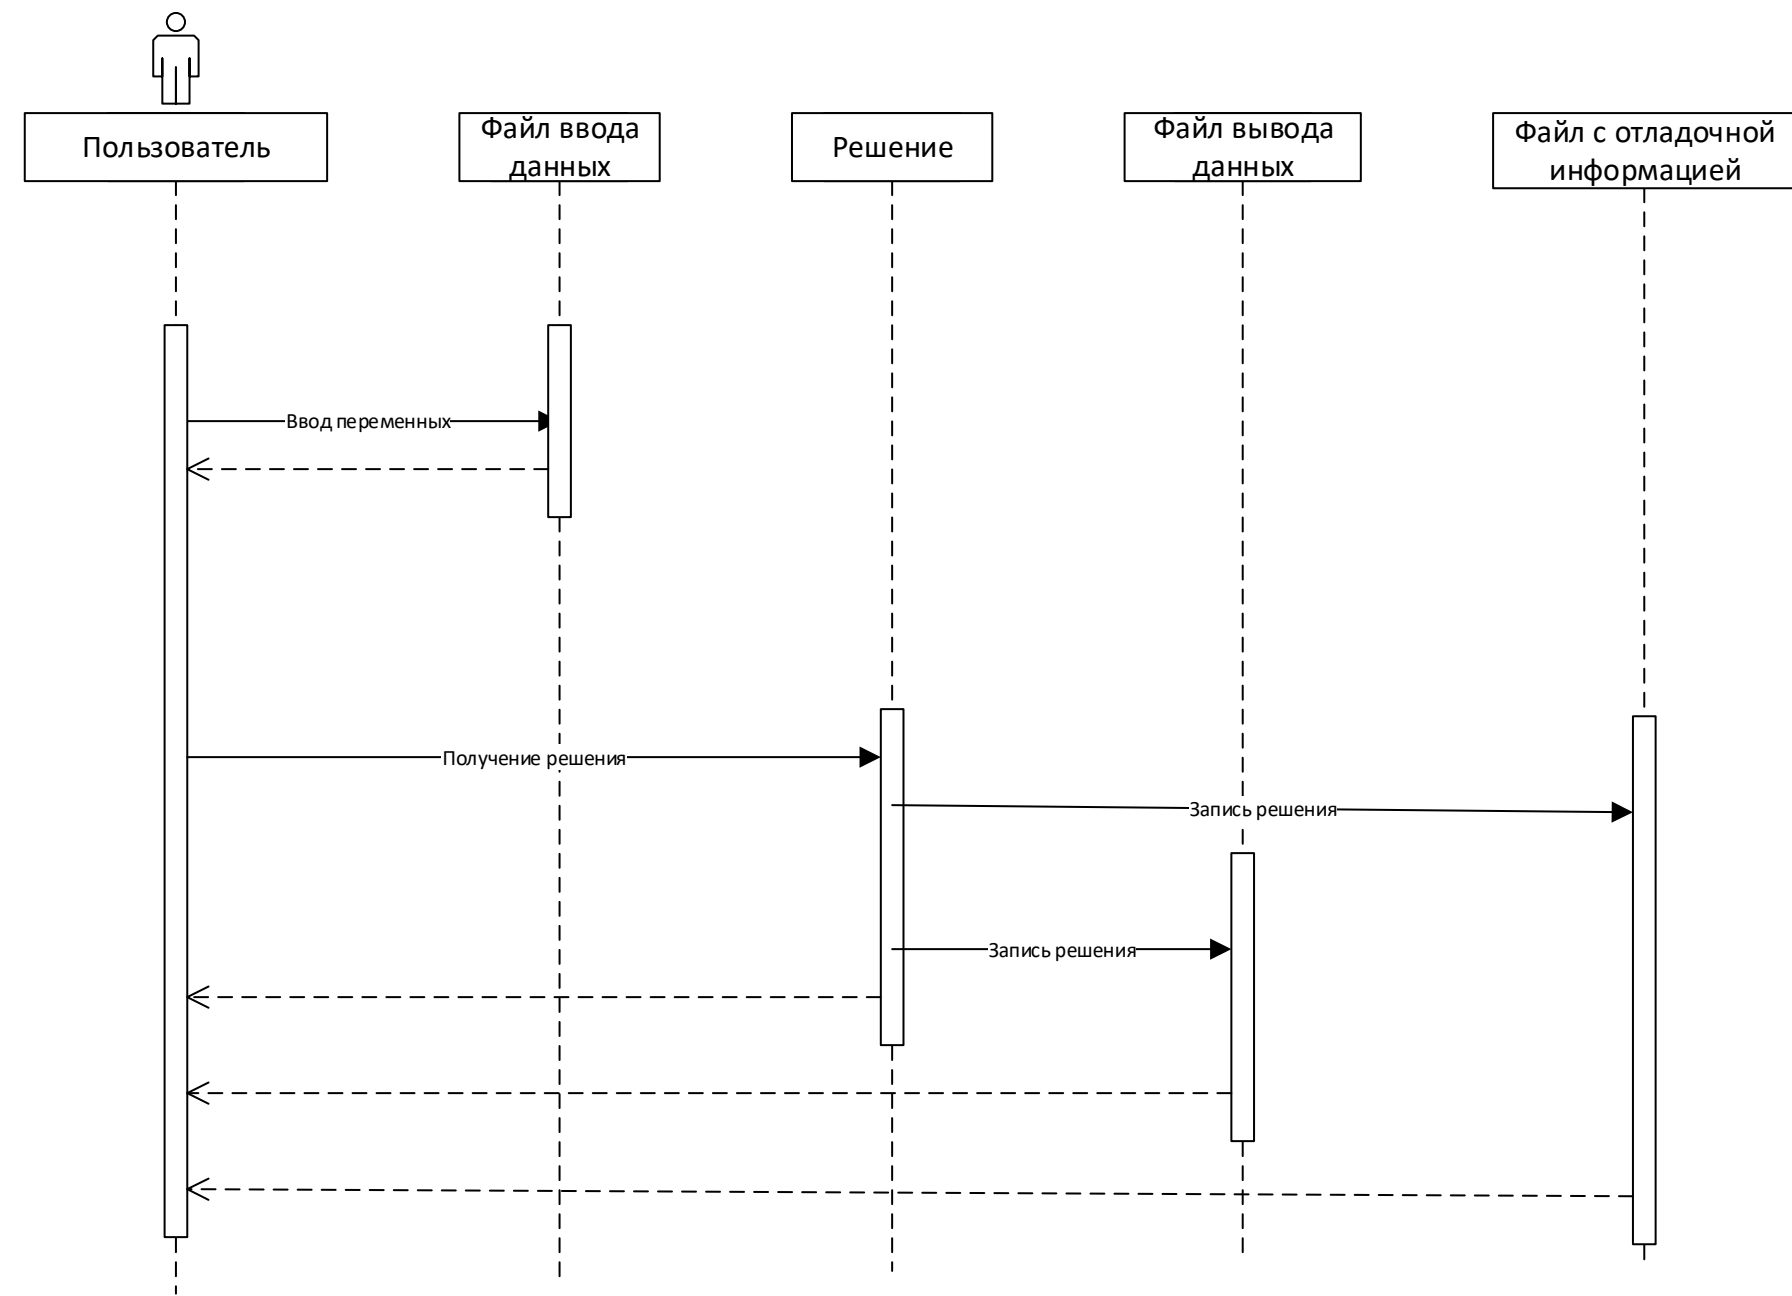 Пользователь
Файл ввода
данных
Решение
Файл вывода
данных
Файл с отладочной
информацией
Ввод переменных
Получение решения
Запись решения
Запись решения